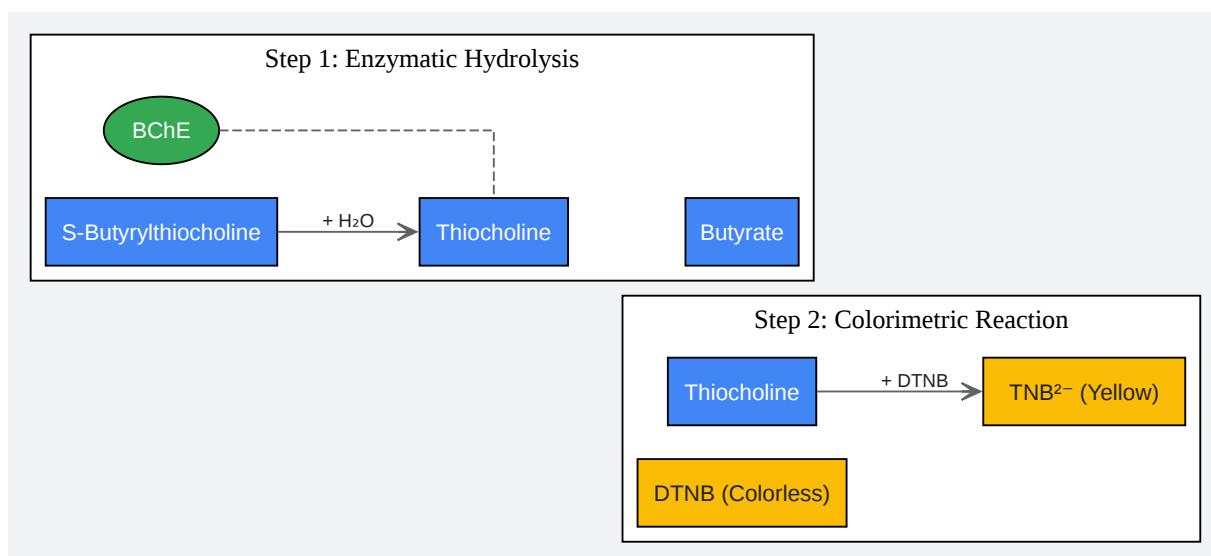 Step 1: Enzymatic Hydrolysis
BChE
S-Butyrylthiocholine
+ H₂O
Thiocholine
Butyrate
Step 2: Colorimetric Reaction
Thiocholine
+ DTNB
TNB²⁻ (Yellow)
DTNB (Colorless)